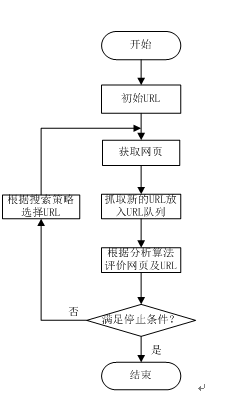 开始
初始URL
获取网页
抓取新的URL放
入URL队列
根据搜索策略
选择URL
根据分析算法
评价网页及URL
满足停止条件？
否
是
结束